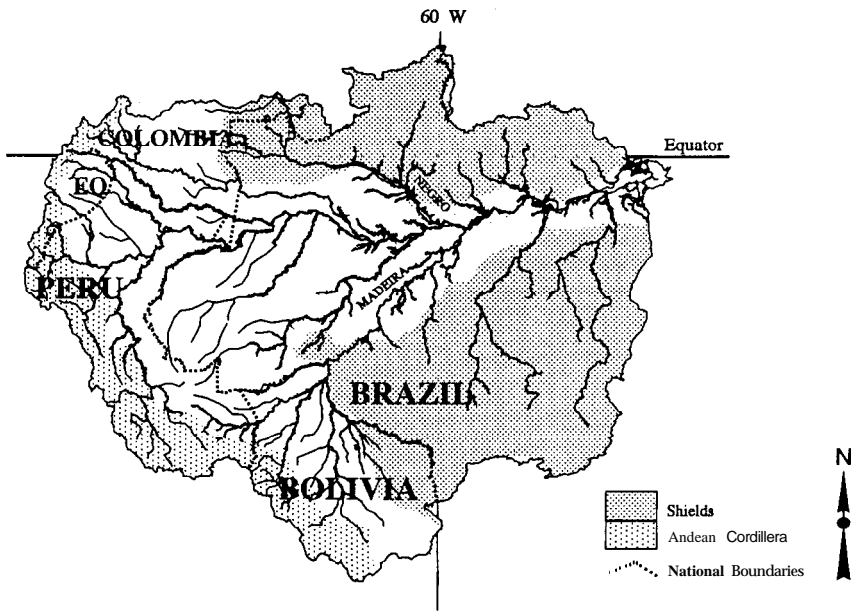 60 W
COLOMBIA
Equator
EQ.
NEGRO
PERU
MADEIRA
BRAZIL
BOLIVIA
N
Shields
Andean Cordillera
National Boundaries